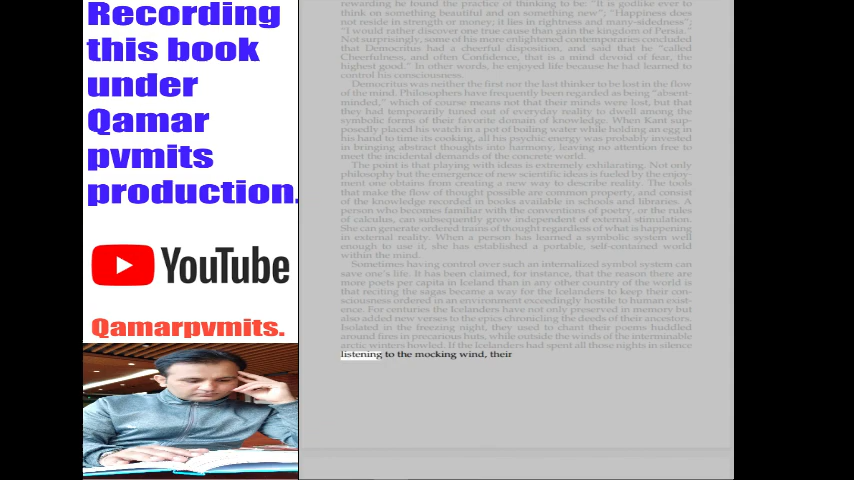 Recording
this book
under
Qamar
pvmits
production.
YouTube
Qamarpvmits.
rewarding he found the practice of thinking to be: "It is godlike ever to
think on something beautiful and on something new"; "Happiness does
not reside in strength or money; it lies in rightness and many-sidedness";
"I would rather discover one true cause than gain the kingdom of Persia."
Not surprisingly, some of his more enlightened contemporaries concluded
that Democritus had a cheerful disposition, and said that he "called
Cheerfulness, and often Confidence, that is a mind devoid of fear, the
highest good." In other words, he enjoyed life because he had learned to
control his consciousness.
Democritus was neither the first nor the last thinker to be lost in the flow
of the mind. Philosophers have frequently been regarded as being "absent-
minded," which of course means not that their minds were lost, but that
they had temporarily tuned out of everyday reality to dwell among the
symbolic forms of their favorite domain of knowledge. When Kant sup-
posedly placed his watch in a pot of boiling water while holding an egg in
his hand to time its cooking, all his psychic energy was probably invested
in bringing abstract thoughts into harmony, leaving no attention free to
meet the incidental demands of the concrete world.
The point is that playing with ideas is extremely exhilarating. Not only
philosophy but the emergence of new scientific ideas is fueled by the enjoy-
ment one obtains from creating a new way to describe reality. The tools
that make the flow of thought possible are common property, and consist
of the knowledge recorded in books available in schools and libraries. A
person who becomes familiar with the conventions of poetry, or the rules
of calculus, can subsequently grow independent of external stimulation.
She can generate ordered trains of thought regardless of what is happening
in external reality. When a person has learned a symbolic system well
enough to use it, she has established a portable, self-contained world
within the mind.
Sometimes having control over such an internalized symbol system can
save one's life. It has been claimed, for instance, that the reason there are
more poets per capita in Iceland than in any other country of the world is
that reciting the sagas became a way for the Icelanders to keep their con-
sciousness ordered in an environment exceedingly hostile to human exist-
ence. For centuries the Icelanders have not only preserved in memory but
also added new verses to the epics chronicling the deeds of their ancestors.
Isolated in the freezing night, they used to chant their poems huddled
around fires in precarious huts, while outside the winds of the interminable
arctic winters howled. If the Icelanders had spent all those nights in silence
listening to the mocking wind, their